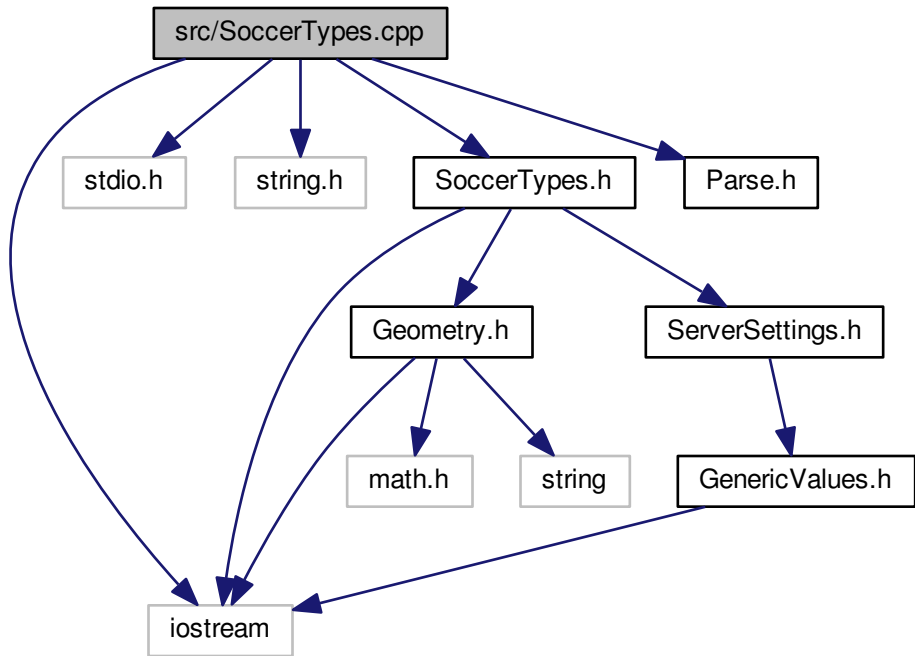 src/SoccerTypes.cpp
stdio.h
string.h
SoccerTypes.h
Parse.h
Geometry.h
ServerSettings.h
math.h
string
GenericValues.h
iostream